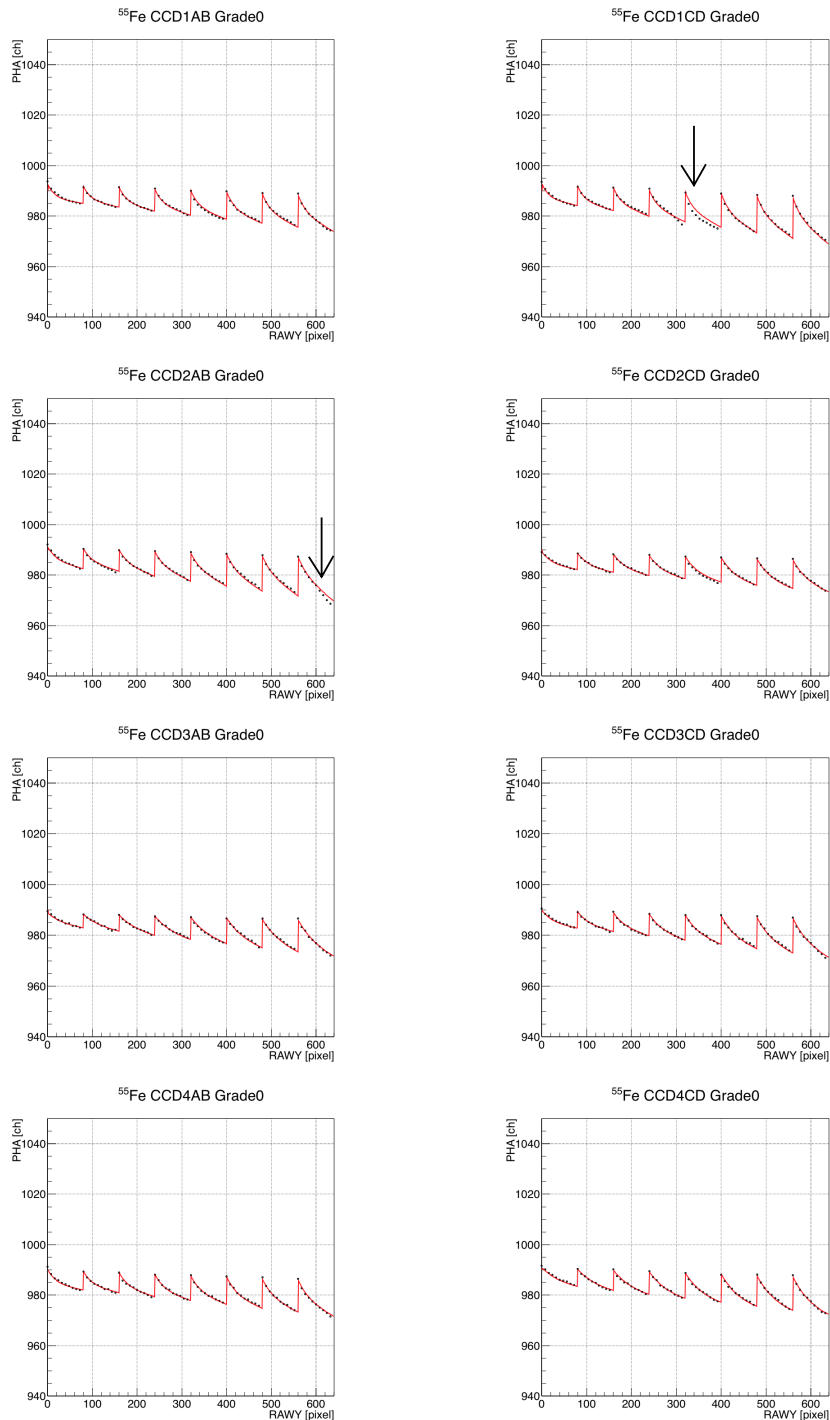 ⁵⁵Fe CCD1AB Grade0
PHA [ch]
1040
1020
1000
980
960
940
0 100 200 300 400 500 600
RAWY [pixel]
⁵⁵Fe CCD1CD Grade0
PHA [ch]
1040
1020
1000
980
960
940
0 100 200 300 400 500 600
RAWY [pixel]
⁵⁵Fe CCD2AB Grade0
PHA [ch]
1040
1020
1000
980
960
940
0 100 200 300 400 500 600
RAWY [pixel]
⁵⁵Fe CCD2CD Grade0
PHA [ch]
1040
1020
1000
980
960
940
0 100 200 300 400 500 600
RAWY [pixel]
⁵⁵Fe CCD3AB Grade0
PHA [ch]
1040
1020
1000
980
960
940
0 100 200 300 400 500 600
RAWY [pixel]
⁵⁵Fe CCD3CD Grade0
PHA [ch]
1040
1020
1000
980
960
940
0 100 200 300 400 500 600
RAWY [pixel]
⁵⁵Fe CCD4AB Grade0
PHA [ch]
1040
1020
1000
980
960
940
0 100 200 300 400 500 600
RAWY [pixel]
⁵⁵Fe CCD4CD Grade0
PHA [ch]
1040
1020
1000
980
960
940
0 100 200 300 400 500 600
RAWY [pixel]